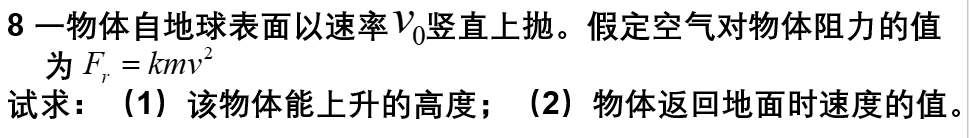 8 一物体自地球表面以速率v₀竖直上抛。假定空气对物体阻力的值
为 Fᵣ = kmv²
试求：（1）该物体能上升的高度；（2）物体返回地面时速度的值。